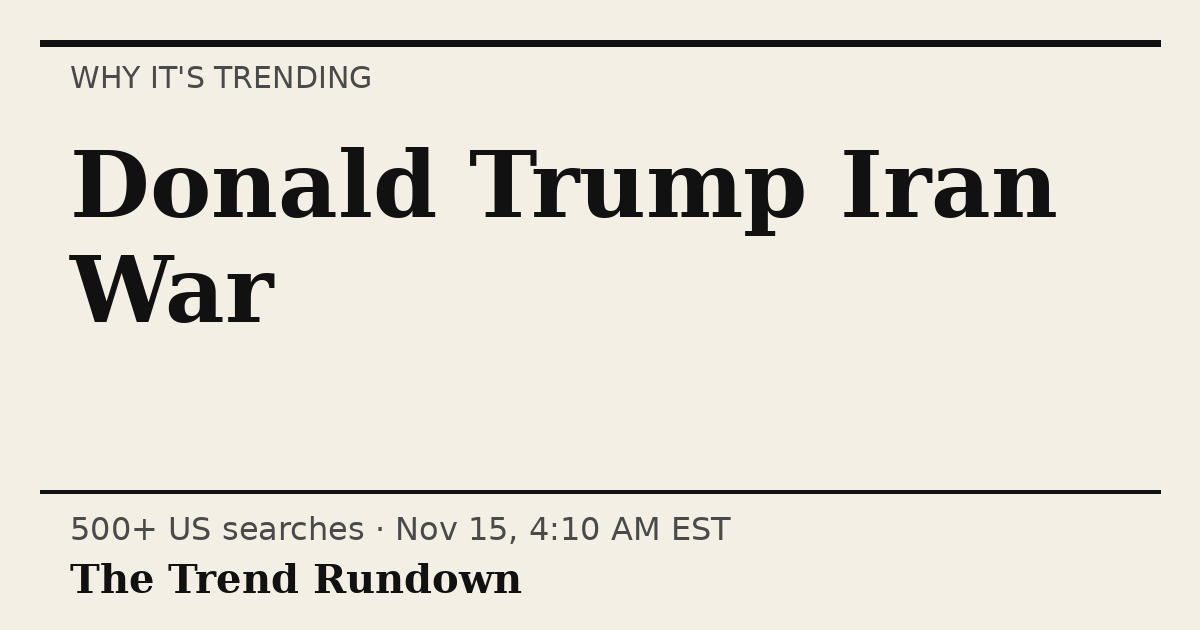 WHY IT'S TRENDING
Donald Trump Iran
War
500+ US searches · Nov 15, 4:10 AM EST
The Trend Rundown